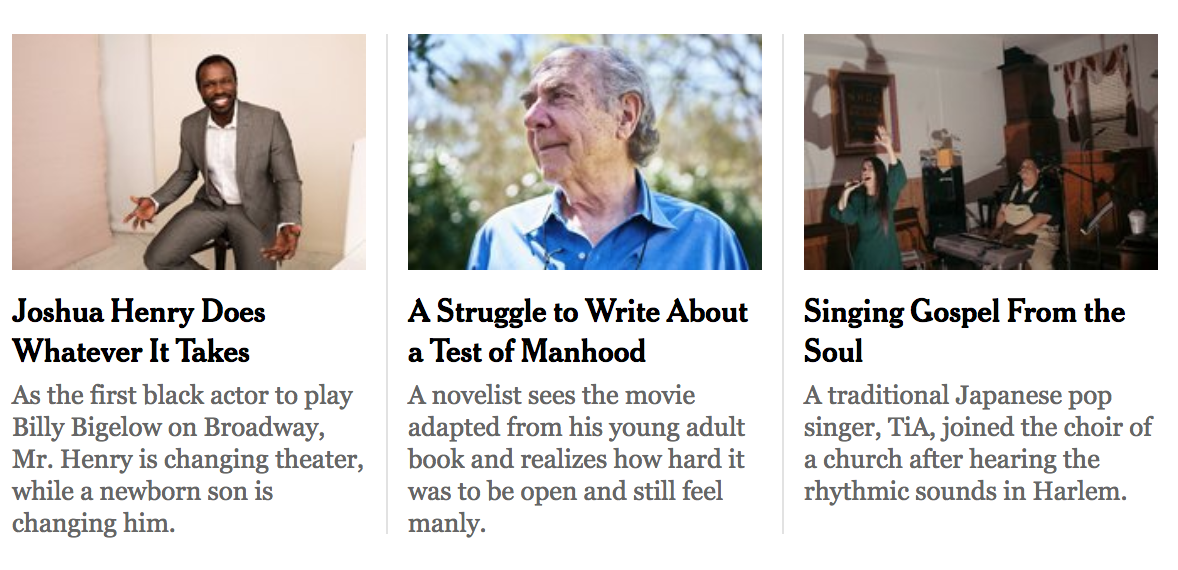 Joshua Henry Does
Whatever It Takes
As the first black actor to play
Billy Bigelow on Broadway,
Mr. Henry is changing theater,
while a newborn son is
changing him.
A Struggle to Write About
a Test of Manhood
A novelist sees the movie
adapted from his young adult
book and realizes how hard it
was to be open and still feel
manly.
Singing Gospel From the
Soul
A traditional Japanese pop
singer, TiA, joined the choir of
a church after hearing the
rhythmic sounds in Harlem.